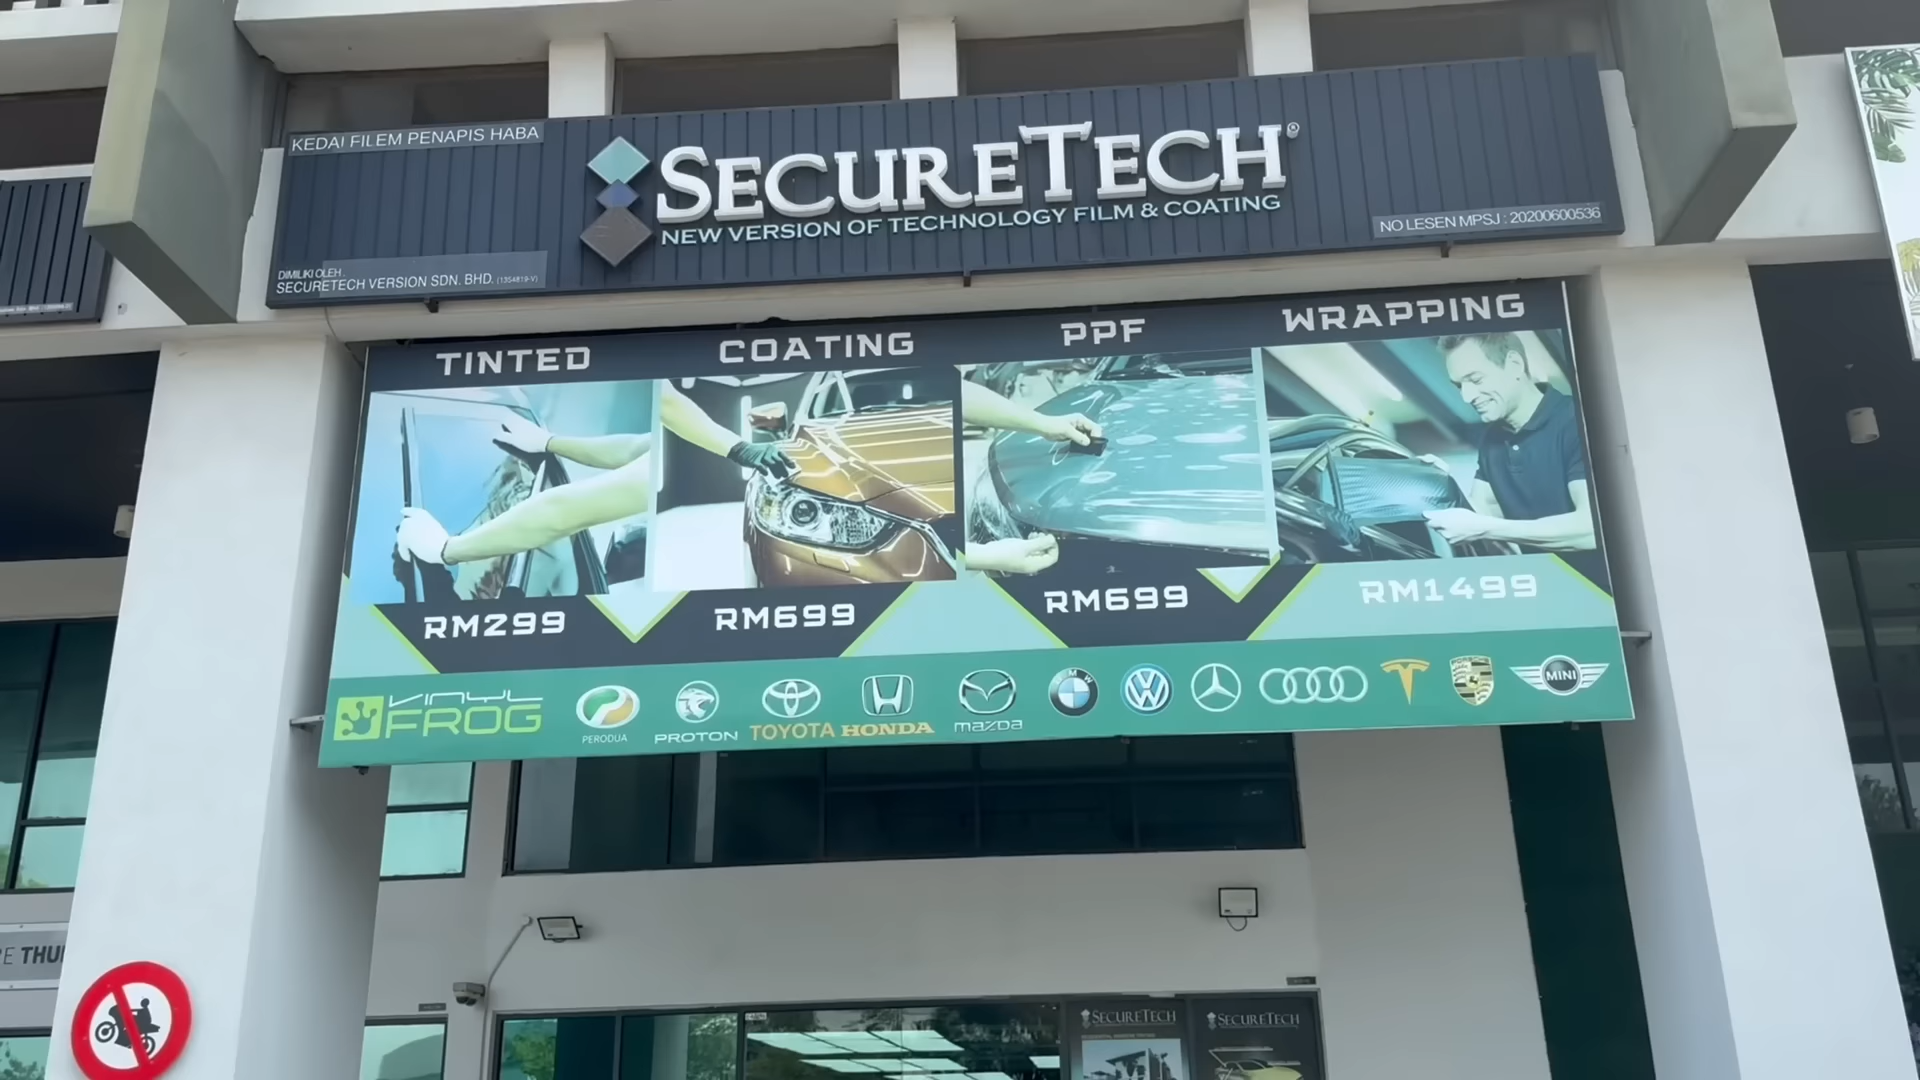 KEDAI FILEM PENAPIS HABA
SECURETECH®
NEW VERSION OF TECHNOLOGY FILM & COATING
NO LESEN MPSJ : 20200600536
DIMILIKI OLEH :
SECURETECH VERSION SDN. BHD. (1354819-V)
TINTED COATING PPF WRAPPING
RM299 RM699 RM699 RM1499
VINYL
FROG
PERODUA PROTON TOYOTA HONDA mazda BMW MINI
THU
SECURETECH SECURETECH